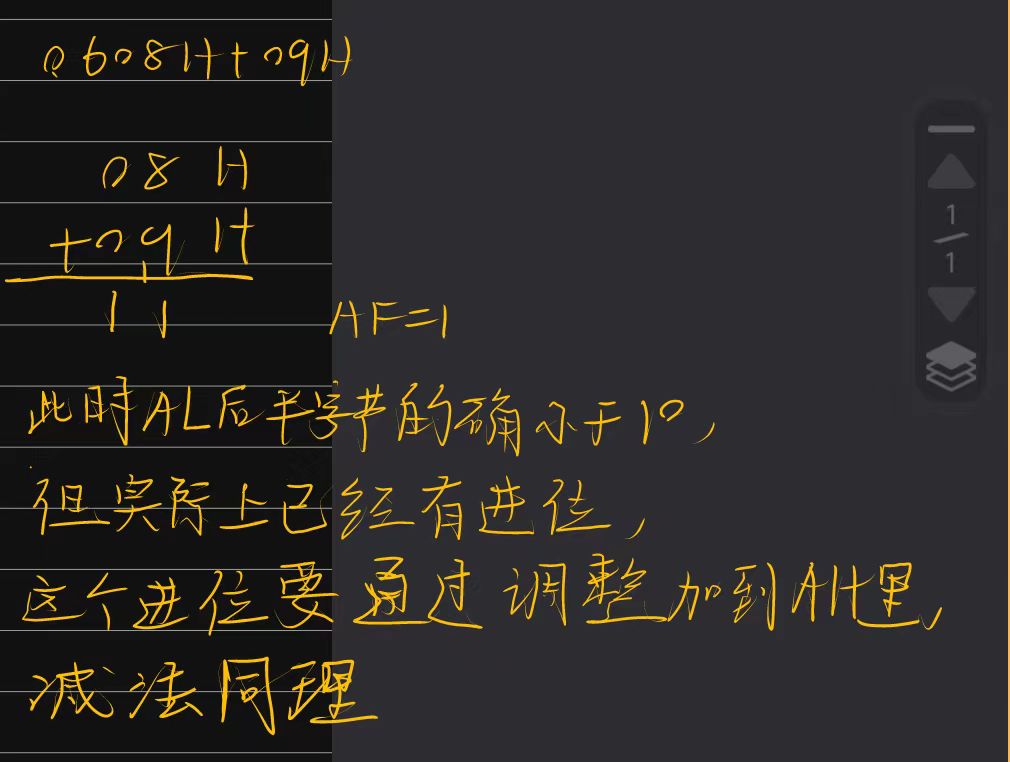 0608H+09H
08 H
+09 H
11 AF=1
此时AL后半字节的确小于10,
但实际上已经有进位,
这个进位要通过调整加到AH里,
减法同理
1
1